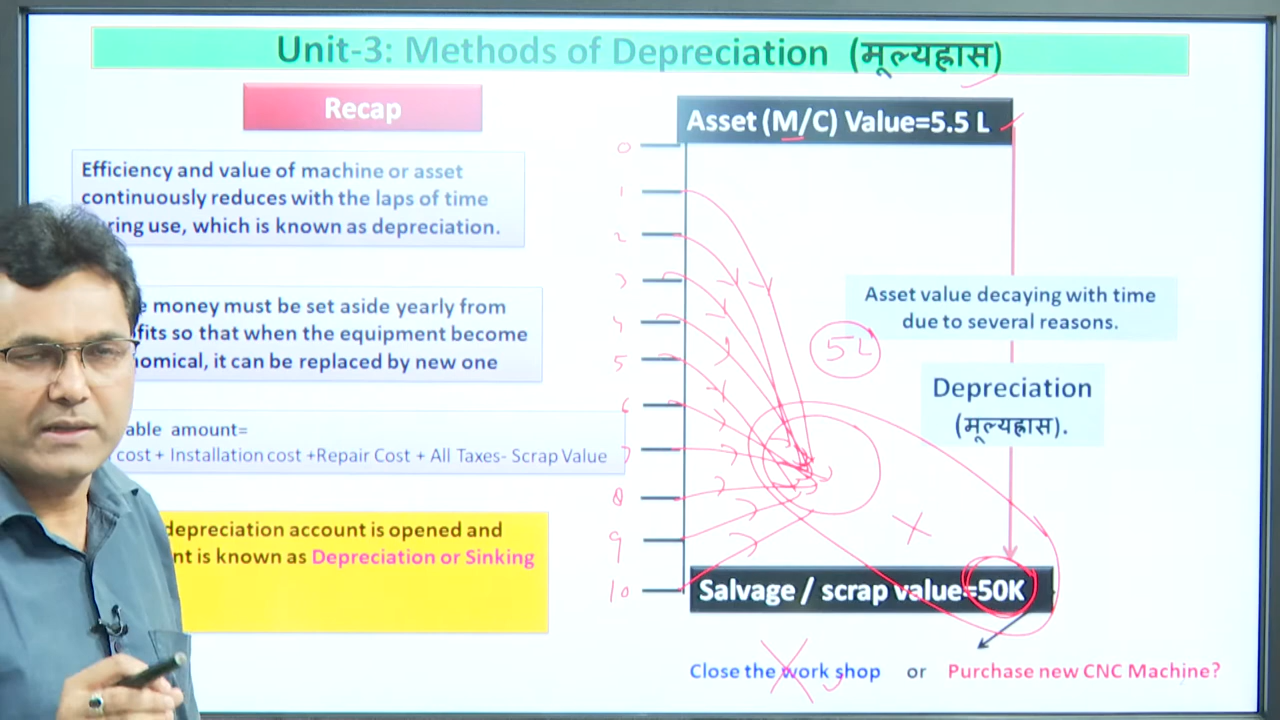 Unit-3: Methods of Depreciation (मूल्यह्रास)
Recap
Efficiency and value of machine or asset
continuously reduces with the laps of time
ring use, which is known as depreciation.
money must be set aside yearly from
fits so that when the equipment become
nomical, it can be replaced by new one
able amount=
cost + Installation cost +Repair Cost + All Taxes- Scrap Value
depreciation account is opened and
nt is known as Depreciation or Sinking
Asset (M/C) Value=5.5 L
0
1
2
3
4
5
6
7
8
9
10
Asset value decaying with time
due to several reasons.
5L
Depreciation
(मूल्यह्रास).
Salvage / scrap value=50K
Close the work shop or Purchase new CNC Machine?